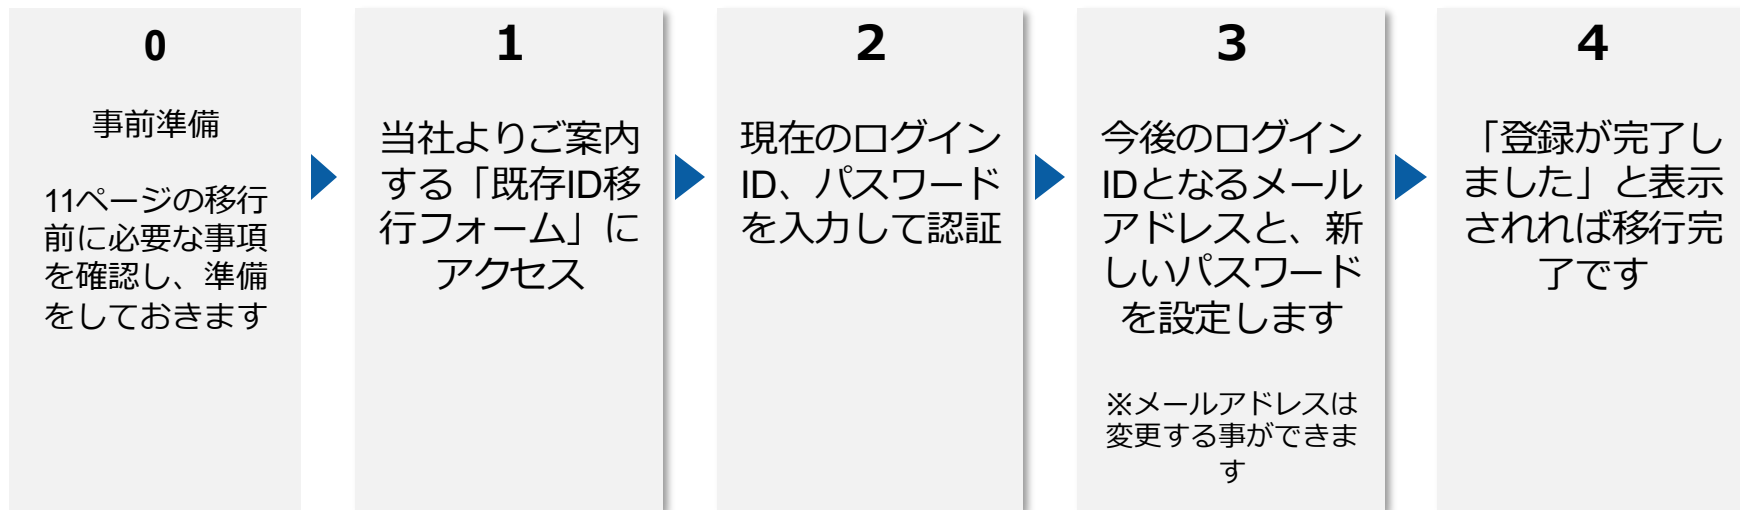 0
事前準備
11ページの移行
前に必要な事項
を確認し、準備
をしておきます
1
当社よりご案内
する「既存ID移
行フォーム」に
アクセス
2
現在のログイン
ID、パスワード
を入力して認証
3
今後のログイン
IDとなるメール
アドレスと、新
しいパスワード
を設定します
※メールアドレスは
変更する事ができま
す
4
「登録が完了し
ました」と表示
されれば移行完
了です